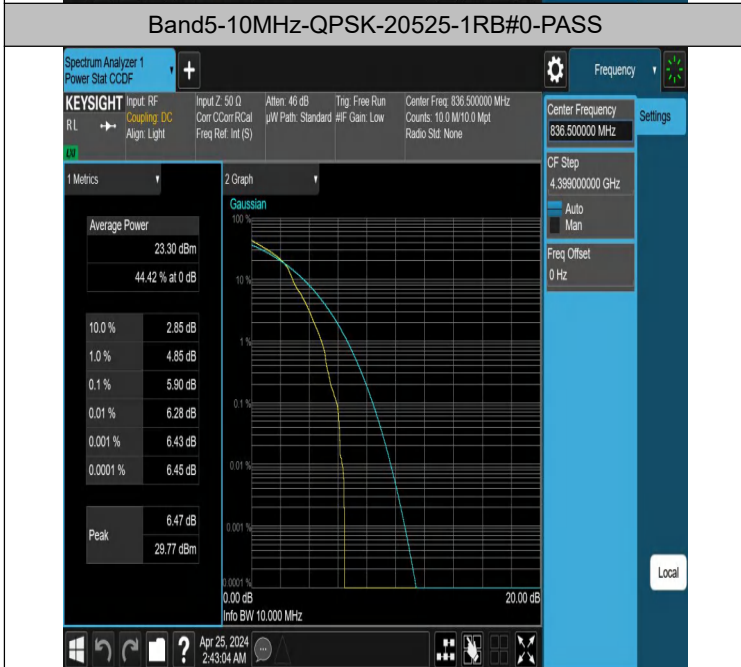 Band5-10MHz-QPSK-20525-1RB#0-PASS
Spectrum Analyzer 1
Power Stat CCDF
+
Frequency
KEYSIGHT
RL
Input: RF
Coupling: DC
Align: Light
Input Z: 50 Ω
Corr CCorr RCal
Freq Ref: Int (S)
Atten: 46 dB
µW Path: Standard
Trig: Free Run
#IF Gain: Low
Center Freq: 836.500000 MHz
Counts: 10.0 M/10.0 Mpt
Radio Std: None
Center Frequency
836.500000 MHz
Settings
CF Step
4.399000000 GHz
Auto
Man
Freq Offset
0 Hz
1 Metrics
Average Power
23.30 dBm
44.42 % at 0 dB
10.0 % 2.85 dB
1.0 % 4.85 dB
0.1 % 5.90 dB
0.01 % 6.28 dB
0.001 % 6.43 dB
0.0001 % 6.45 dB
Peak
6.47 dB
29.77 dBm
2 Graph
Gaussian
100 %
10 %
1 %
0.1 %
0.01 %
0.001 %
0.0001 %
0.00 dB 20.00 dB
Info BW 10.000 MHz
Local
?
Apr 25, 2024
2:43:04 AM